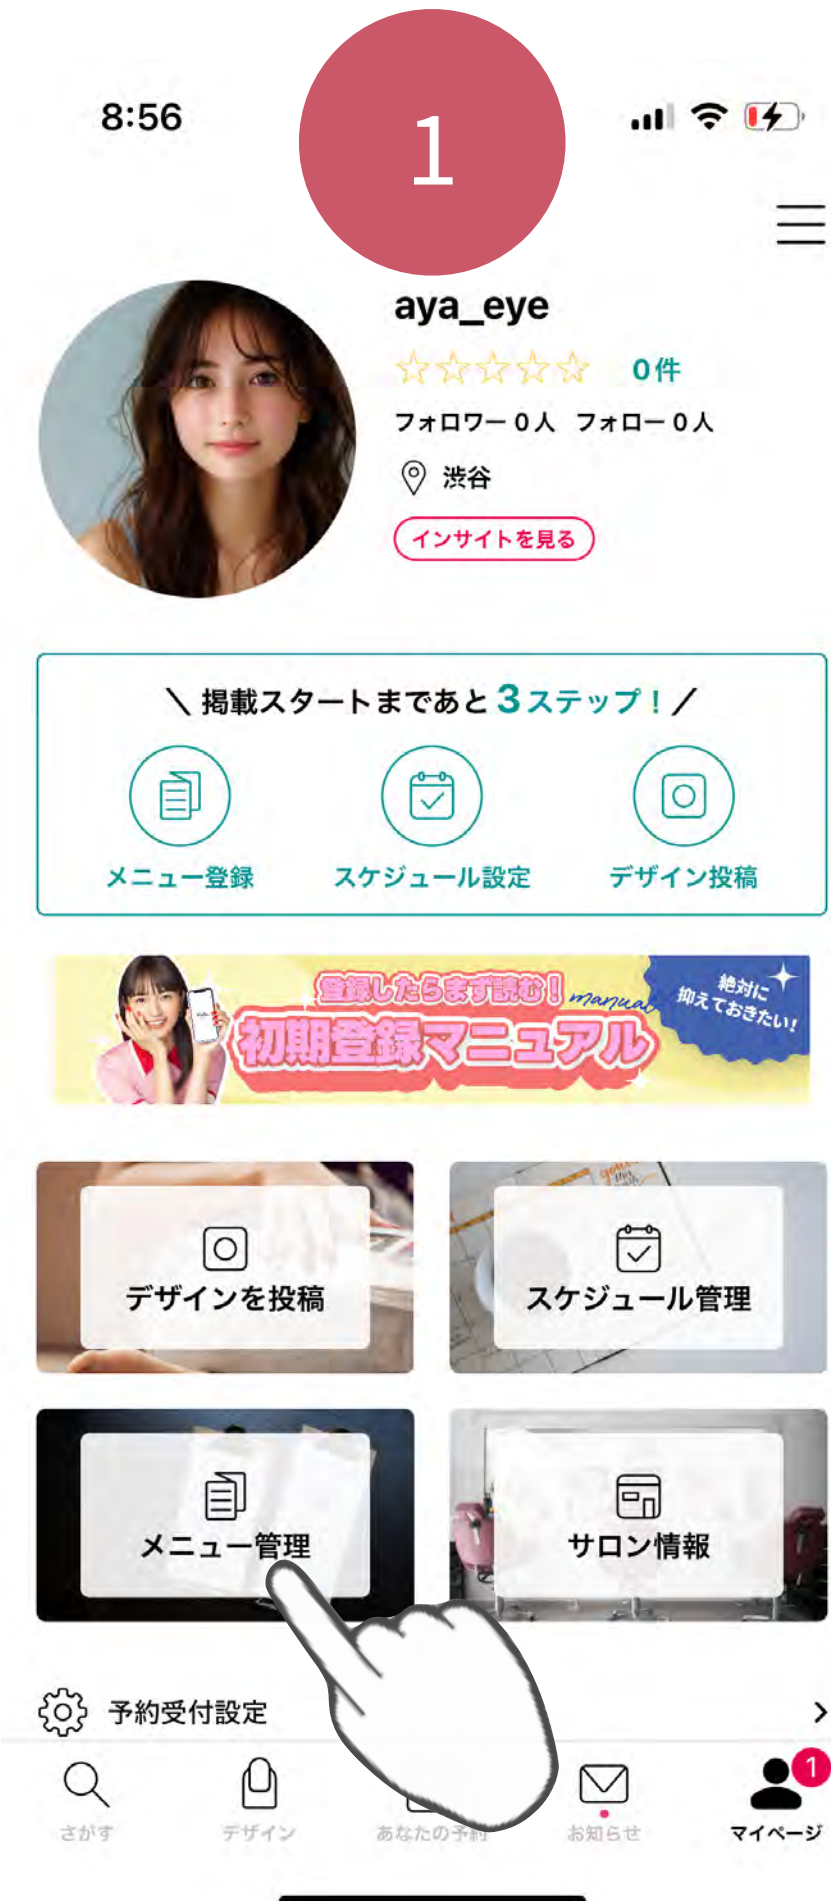 1
8:56
aya_eye
☆☆☆☆☆ 0件
フォロワー 0人 フォロー 0人
渋谷
インサイトを見る
\ 掲載スタートまであと3ステップ！ /
メニュー登録 スケジュール設定 デザイン投稿
登録したらまず読む！ manual
初期登録マニュアル
絶対に
抑えておきたい！
デザインを投稿 スケジュール管理
メニュー管理 サロン情報
予約受付設定
1
さがす デザイン あなたの予約 お知らせ マイページ